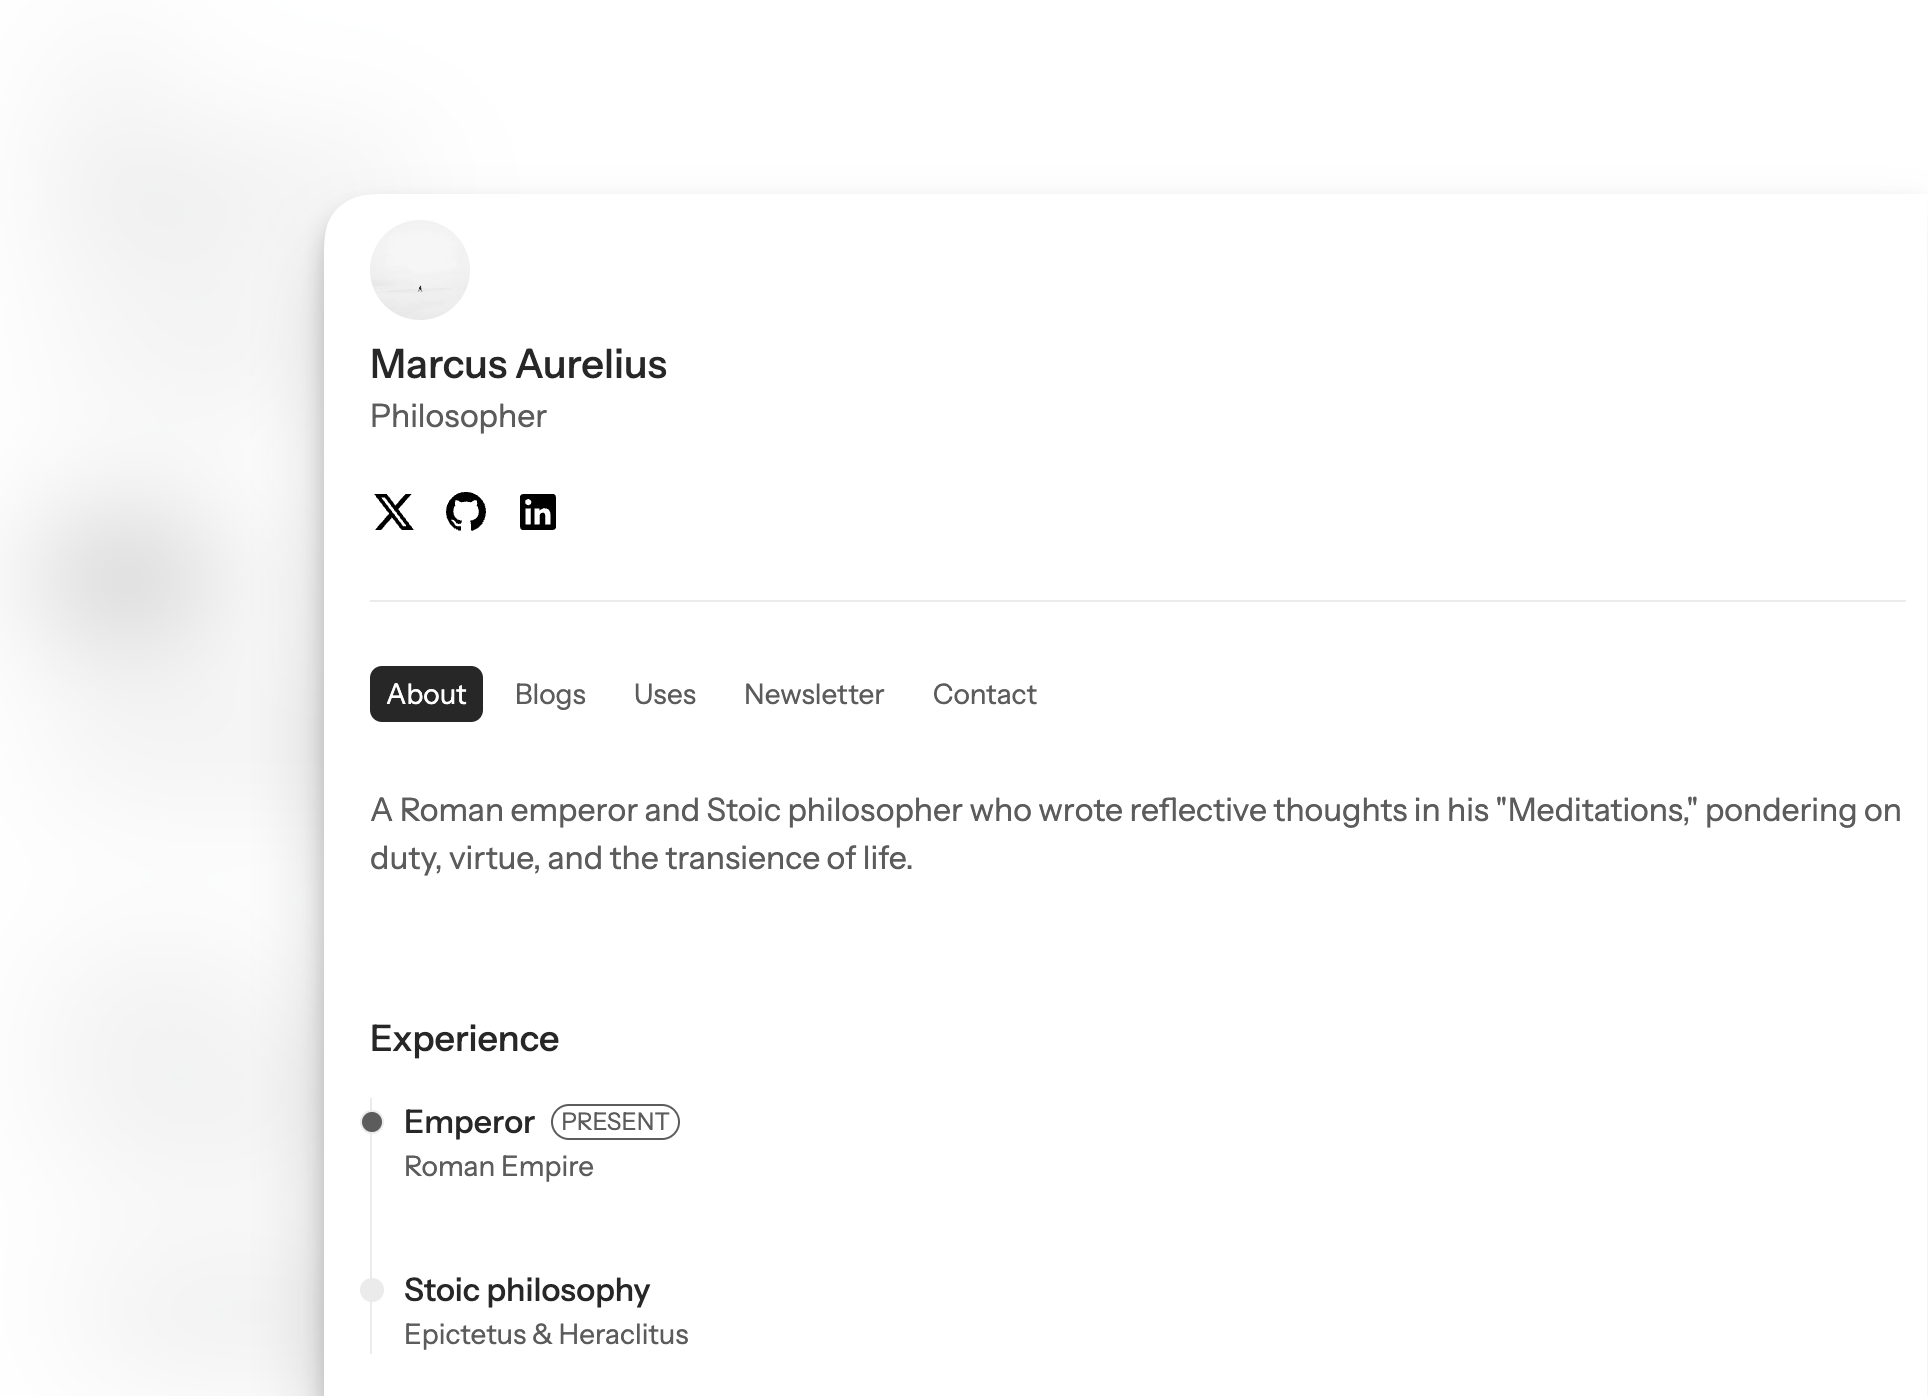 Marcus Aurelius
Philosopher
About Blogs Uses Newsletter Contact
A Roman emperor and Stoic philosopher who wrote reflective thoughts in his "Meditations," pondering on
duty, virtue, and the transience of life.
Experience
Emperor PRESENT
Roman Empire
Stoic philosophy
Epictetus & Heraclitus